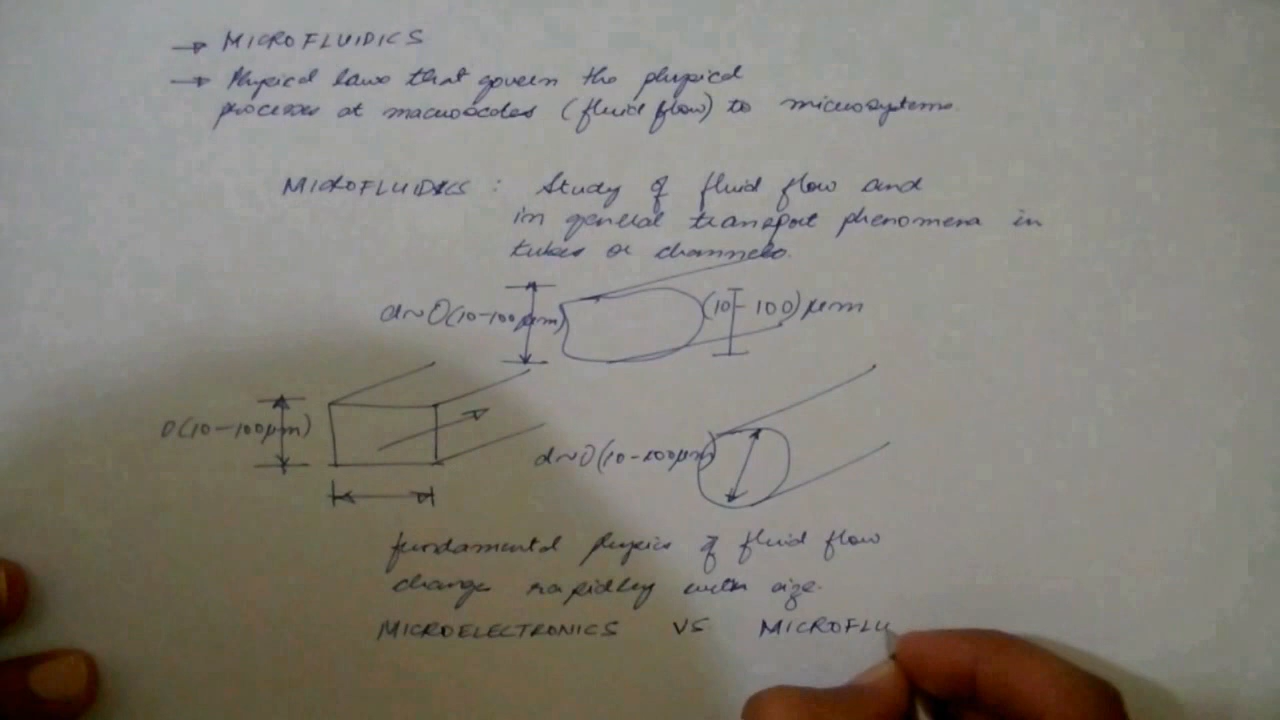 → MICROFLUIDICS
→ Physical laws that govern the physical
processes at macroscales (fluid flow) to microsystems.
MICROFLUIDICS : Study of fluid flow and
in general transport phenomena in
tubes or channels.
d~O(10-100μm) (10-100)μm
O(10-100μm)
d~O(10-100μm)
fundamental physics of fluid flow
change rapidly with size.
MICROELECTRONICS VS MICROFLU